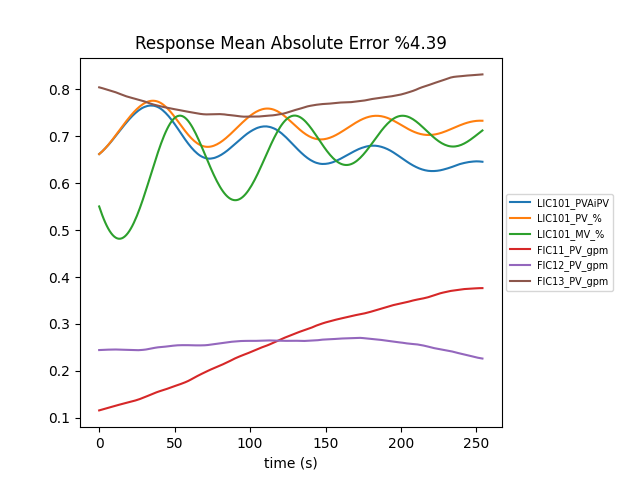 Response Mean Absolute Error %4.39
0.8
0.7
0.6
0.5
0.4
0.3
0.2
0.1
0 50 100 150 200 250
time (s)
LIC101_PVAiPV
LIC101_PV_%
LIC101_MV_%
FIC11_PV_gpm
FIC12_PV_gpm
FIC13_PV_gpm